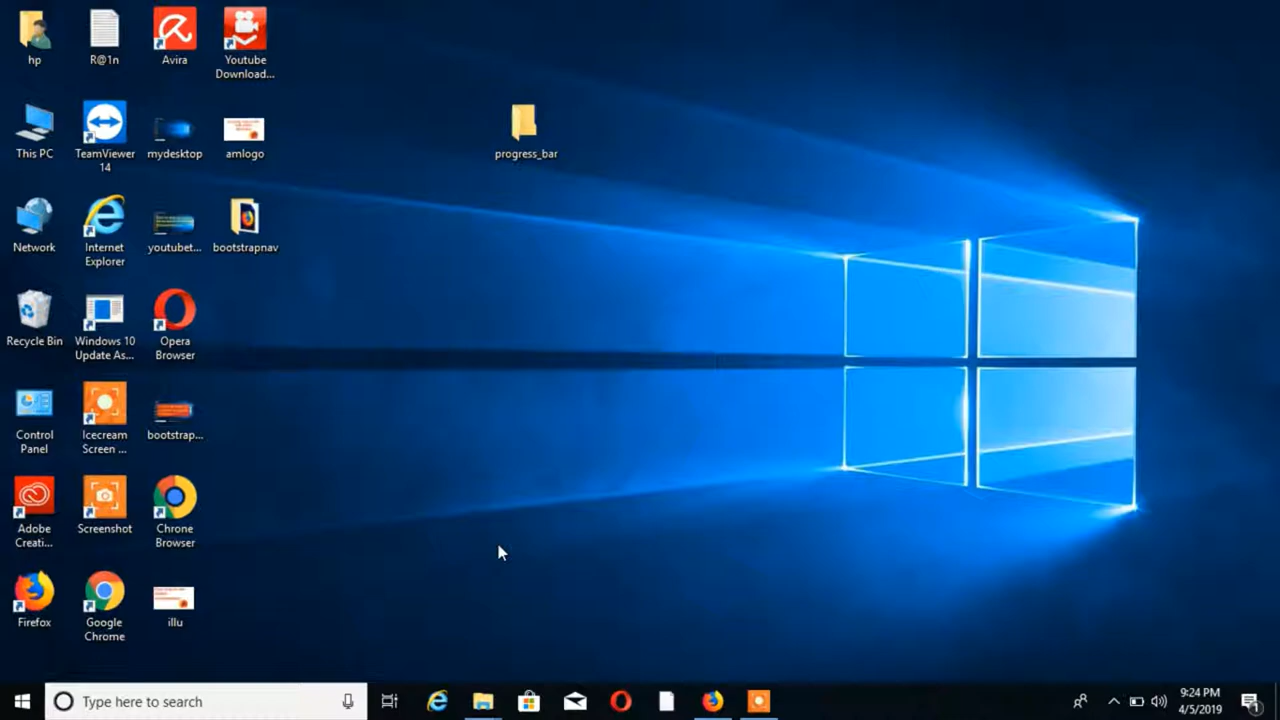 hp
R@1n
Avira
Youtube
Download...
This PC
TeamViewer
14
mydesktop
amlogo
progress_bar
Network
Internet
Explorer
youtubet...
bootstrapnav
Recycle Bin
Windows 10
Update As...
Opera
Browser
Control
Panel
Icecream
Screen ...
bootstrap...
Adobe
Creati...
Screenshot
Chrone
Browser
Firefox
Google
Chrome
illu
Type here to search
9:24 PM
4/5/2019
1